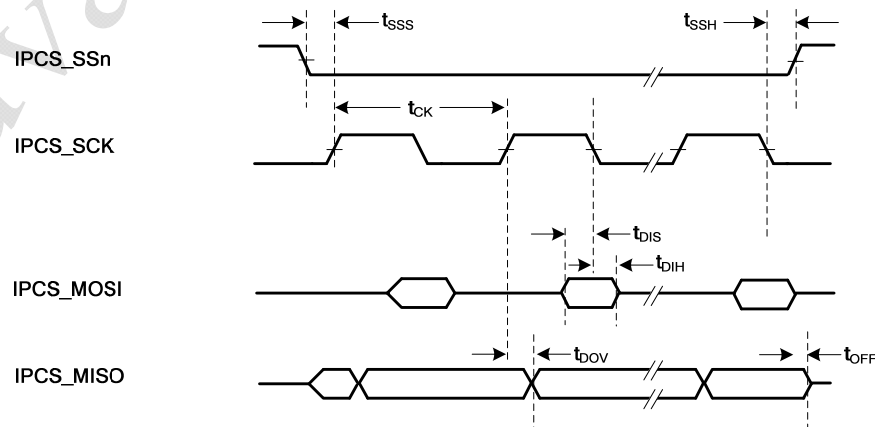 tSSS
tSSH
IPCS_SSn
tCK
IPCS_SCK
tDIS
tDIH
IPCS_MOSI
tDOV
tOFF
IPCS_MISO